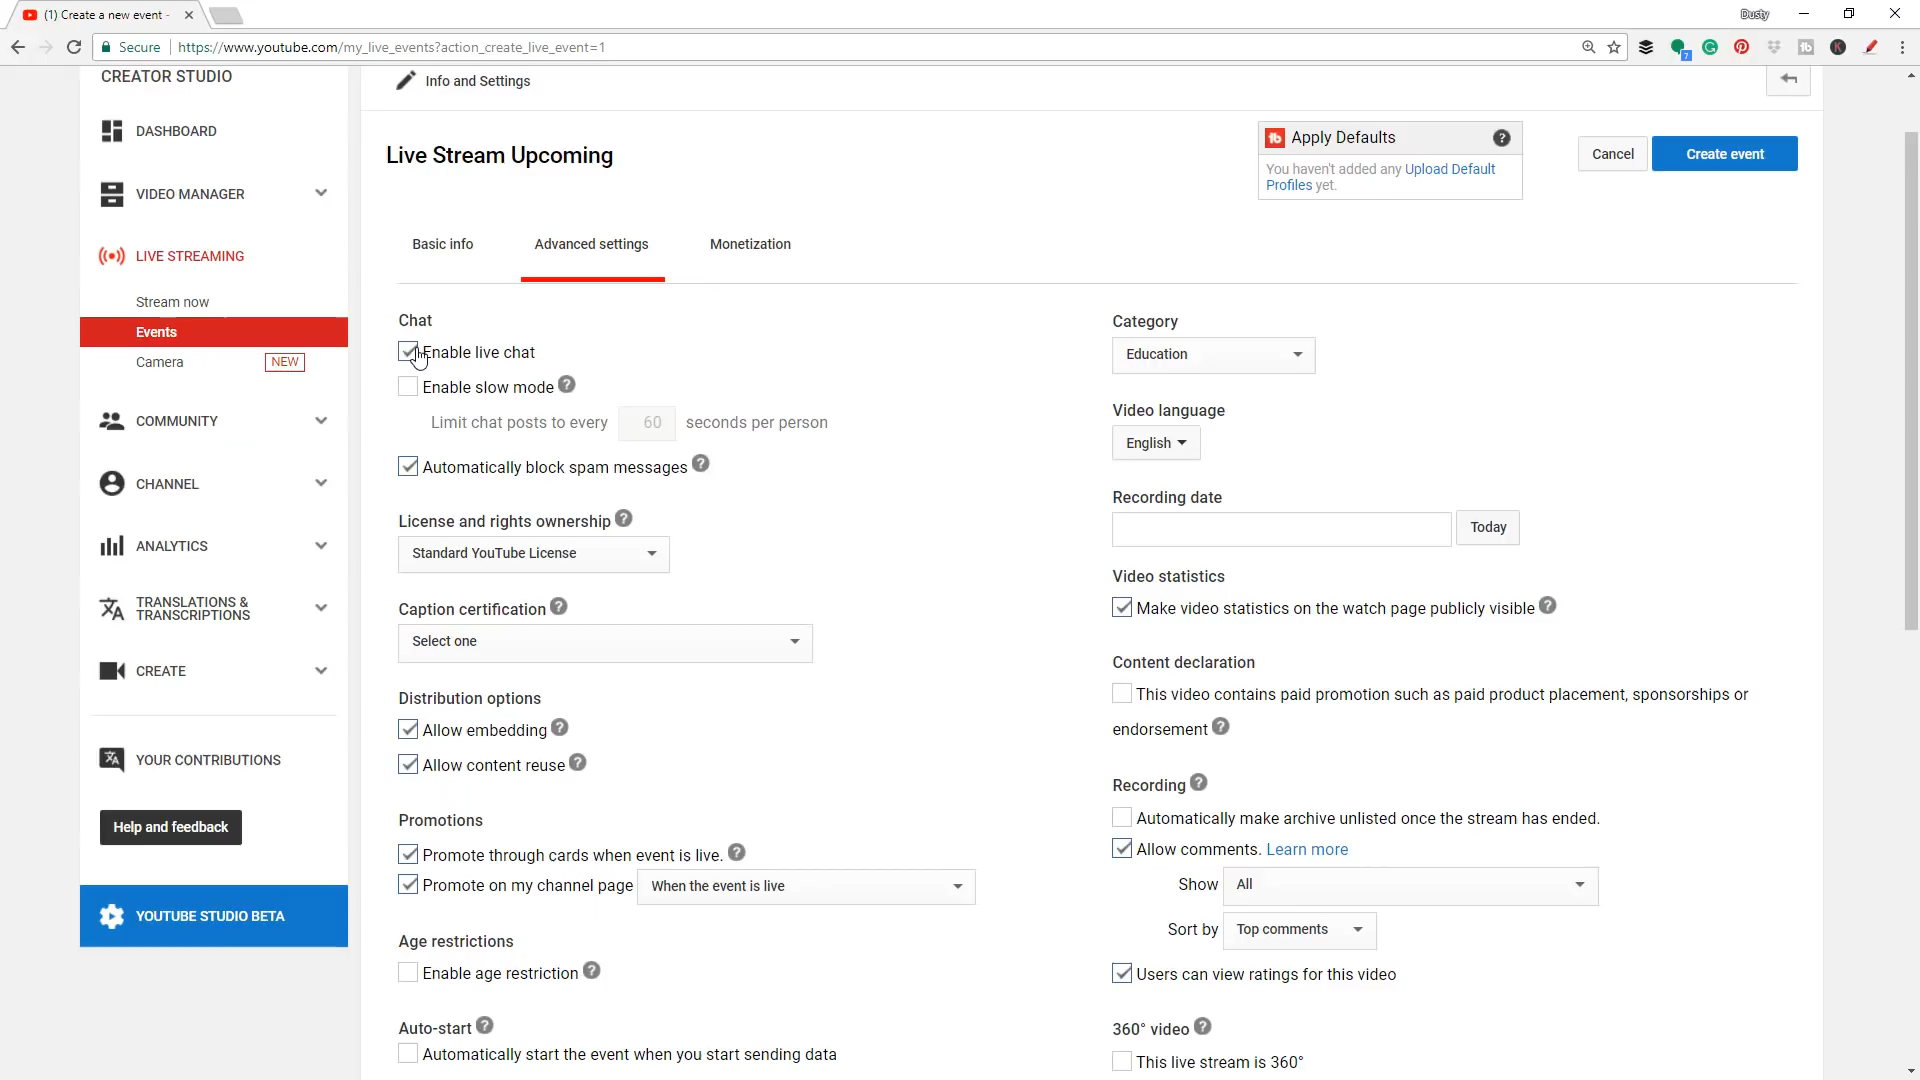 (1) Create a new event -
Dusty
Secure
https://www.youtube.com/my_live_events?action_create_live_event=1
7
CREATOR STUDIO
DASHBOARD
VIDEO MANAGER
LIVE STREAMING
Stream now
Events
Camera
NEW
COMMUNITY
CHANNEL
ANALYTICS
TRANSLATIONS &
TRANSCRIPTIONS
CREATE
YOUR CONTRIBUTIONS
Help and feedback
YOUTUBE STUDIO BETA
Info and Settings
Live Stream Upcoming
Apply Defaults
You haven't added any Upload Default
Profiles yet.
Cancel
Create event
Basic info
Advanced settings
Monetization
Chat
Enable live chat
Enable slow mode
Limit chat posts to every 60 seconds per person
Automatically block spam messages
License and rights ownership
Standard YouTube License
Caption certification
Select one
Distribution options
Allow embedding
Allow content reuse
Promotions
Promote through cards when event is live.
Promote on my channel page
When the event is live
Age restrictions
Enable age restriction
Auto-start
Automatically start the event when you start sending data
Category
Education
Video language
English
Recording date
Today
Video statistics
Make video statistics on the watch page publicly visible
Content declaration
This video contains paid promotion such as paid product placement, sponsorships or
endorsement
Recording
Automatically make archive unlisted once the stream has ended.
Allow comments. Learn more
Show All
Sort by Top comments
Users can view ratings for this video
360° video
This live stream is 360°